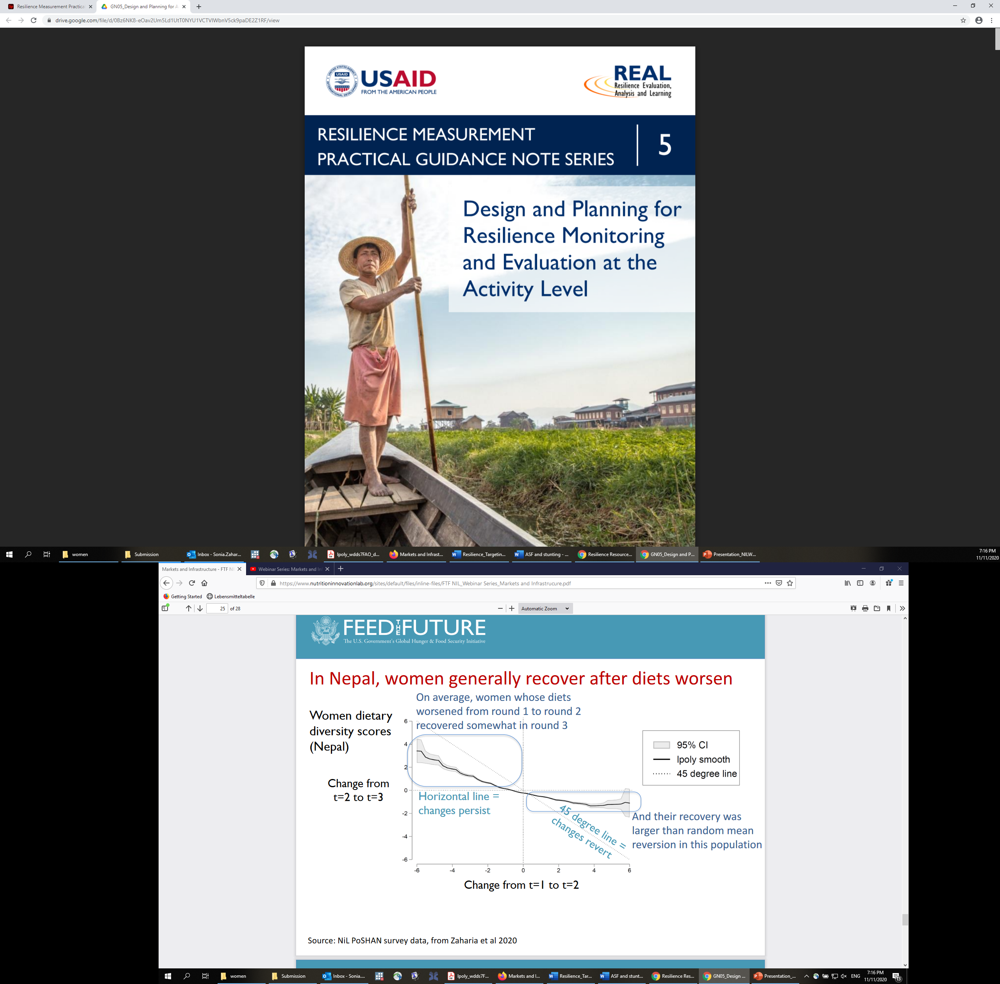 Resilience Measurement Practica
GN05_Design and Planning for A
drive.google.com/file/d/0Bz6NK8-eOav2Um5Ld1UtT0NYU1VCTVlWbnV5ck9paDE2Z1RF/view
USAID
FROM THE AMERICAN PEOPLE
REAL
Resilience Evaluation,
Analysis and Learning
RESILIENCE MEASUREMENT
PRACTICAL GUIDANCE NOTE SERIES
5
Design and Planning for
Resilience Monitoring
and Evaluation at the
Activity Level
women
Submission
Inbox - Sonia.Zahar...
lpoly_wdds7FAO_d...
Markets and Infrast...
Resilience_Targetin...
ASF and stunting - ...
Resilience Resource...
GN05_Design and P...
Presentation_NILW...
7:16 PM
11/11/2020
Markets and Infrastructure - FTF NI
Webinar Series: Markets and In
https://www.nutritioninnovationlab.org/sites/default/files/inline-files/FTF NIL_Webinar Series_Markets and Infrastrucure.pdf
Getting Started
Lebensmitteltabelle
25 of 28
Automatic Zoom
FEED THE FUTURE
The U.S. Government's Global Hunger & Food Security Initiative
In Nepal, women generally recover after diets worsen
On average, women whose diets
worsened from round 1 to round 2
recovered somewhat in round 3
Women dietary
diversity scores
(Nepal)
Change from
t=2 to t=3
6
4
2
0
-2
-4
-6
95% CI
lpoly smooth
45 degree line
Horizontal line =
changes persist
45 degree line =
changes revert
And their recovery was
larger than random mean
reversion in this population
-6 -4 -2 0 2 4 6
Change from t=1 to t=2
Source: NiL PoSHAN survey data, from Zaharia et al 2020
women
Submission
Inbox - Sonia....
lpoly_wdds7F...
Markets and I...
Resilience_Tar...
ASF and stunt...
Resilience Res...
GN05_Design ...
Presentation_...
ENG
7:16 PM
11/11/2020
13